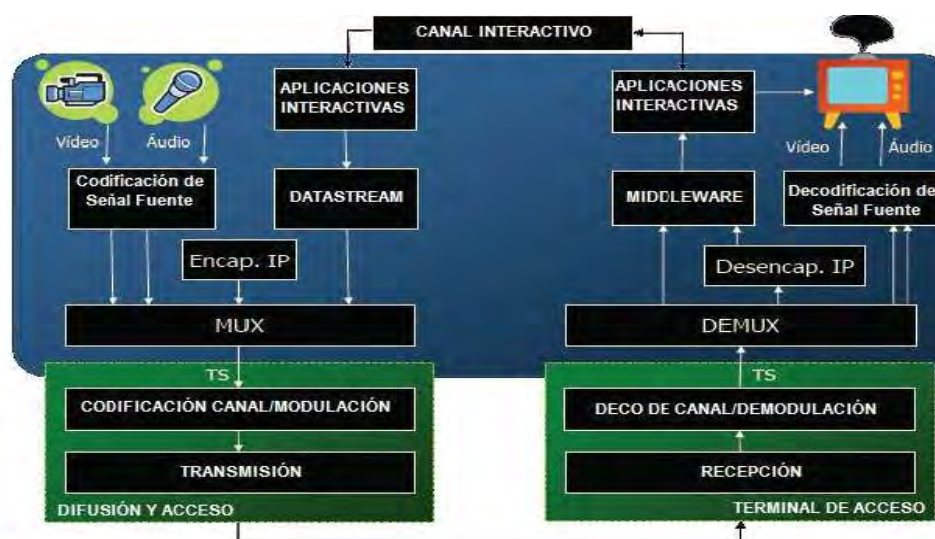 CANAL INTERACTIVO
Vídeo
Áudio
APLICACIONES
INTERACTIVAS
Codificación de
Señal Fuente
DATASTREAM
Encap. IP
MUX
TS
CODIFICACIÓN CANAL/MODULACIÓN
TRANSMISIÓN
DIFUSIÓN Y ACCESO
APLICACIONES
INTERACTIVAS
Vídeo
Áudio
MIDDLEWARE
Decodificación de
Señal Fuente
Desencap. IP
DEMUX
TS
DECO DE CANAL/DEMODULACIÓN
RECEPCIÓN
TERMINAL DE ACCESO